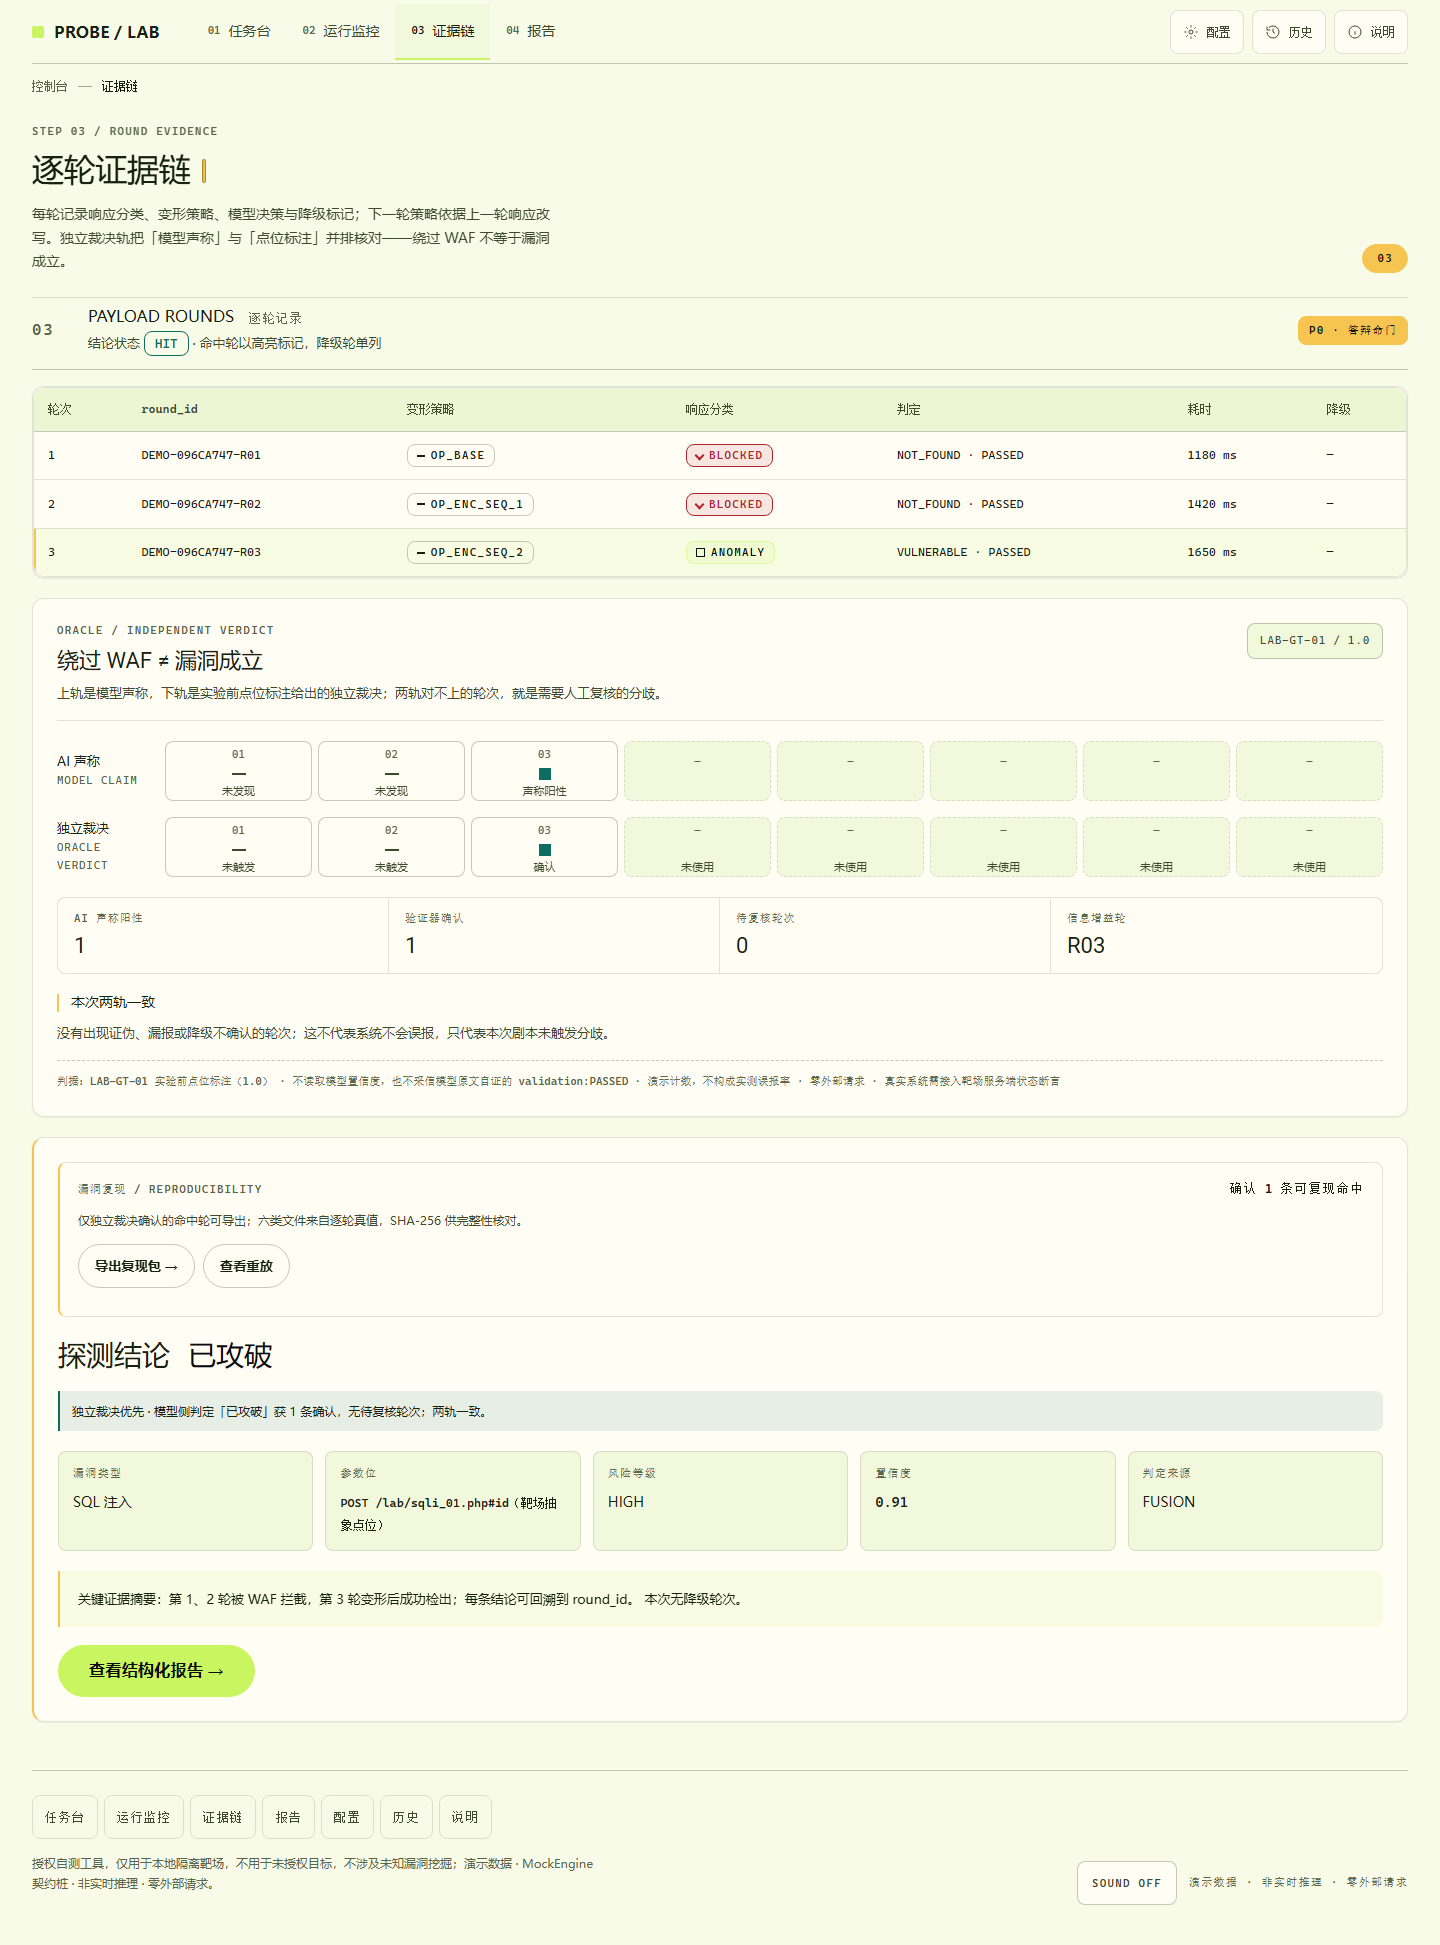 PROBE / LAB
01 任务台
02 运行监控
03 证据链
04 报告
配置
历史
说明
控制台 — 证据链
STEP 03 / ROUND EVIDENCE
逐轮证据链
每轮记录响应分类、变形策略、模型决策与降级标记；下一轮策略依据上一轮响应改
写。独立裁决轨把「模型声称」与「点位标注」并排核对——绕过 WAF 不等于漏洞
成立。
03
03
PAYLOAD ROUNDS 逐轮记录
结论状态 HIT · 命中轮以高亮标记，降级轮单列
P0 · 答辩命门
轮次 round_id 变形策略 响应分类 判定 耗时 降级
1 DEMO-096CA747-R01 OP_BASE BLOCKED NOT_FOUND · PASSED 1180 ms —
2 DEMO-096CA747-R02 OP_ENC_SEQ_1 BLOCKED NOT_FOUND · PASSED 1420 ms —
3 DEMO-096CA747-R03 OP_ENC_SEQ_2 ANOMALY VULNERABLE · PASSED 1650 ms —
ORACLE / INDEPENDENT VERDICT
LAB-GT-01 / 1.0
绕过 WAF ≠ 漏洞成立
上轨是模型声称，下轨是实验前点位标注给出的独立裁决；两轨对不上的轮次，就是需要人工复核的分歧。
AI 声称
MODEL CLAIM
01 02 03 — — — — —
未发现 未发现 声称阳性
独立裁决
ORACLE
VERDICT
01 02 03 — — — — —
未触发 未触发 确认 未使用 未使用 未使用 未使用 未使用
AI 声称阳性 验证器确认 待复核轮次 信息增益轮
1 1 0 R03
本次两轨一致
没有出现证伪、漏报或降级不确认的轮次；这不代表系统不会误报，只代表本次剧本未触发分歧。
判据：LAB-GT-01 实验前点位标注（1.0） · 不读取模型置信度，也不采信模型原文自证的 validation:PASSED · 演示计数，不构成实测误报率 · 零外部请求 · 真实系统需接入靶场服务端状态断言
漏洞复现 / REPRODUCIBILITY
确认 1 条可复现命中
仅独立裁决确认的命中轮可导出；六类文件来自逐轮真值，SHA-256 供完整性核对。
导出复现包 →
查看重放
探测结论 已攻破
独立裁决优先 · 模型侧判定「已攻破」获 1 条确认，无待复核轮次；两轨一致。
漏洞类型 参数位 风险等级 置信度 判定来源
SQL 注入 POST /lab/sqli_01.php#id（靶场抽 HIGH 0.91 FUSION
象点位）
关键证据摘要：第 1、2 轮被 WAF 拦截，第 3 轮变形后成功检出；每条结论可回溯到 round_id。 本次无降级轮次。
查看结构化报告 →
任务台
运行监控
证据链
报告
配置
历史
说明
授权自测工具，仅用于本地隔离靶场，不用于未授权目标，不涉及未知漏洞挖掘；演示数据 · MockEngine
契约桩 · 非实时推理 · 零外部请求。
SOUND OFF
演示数据 · 非实时推理 · 零外部请求